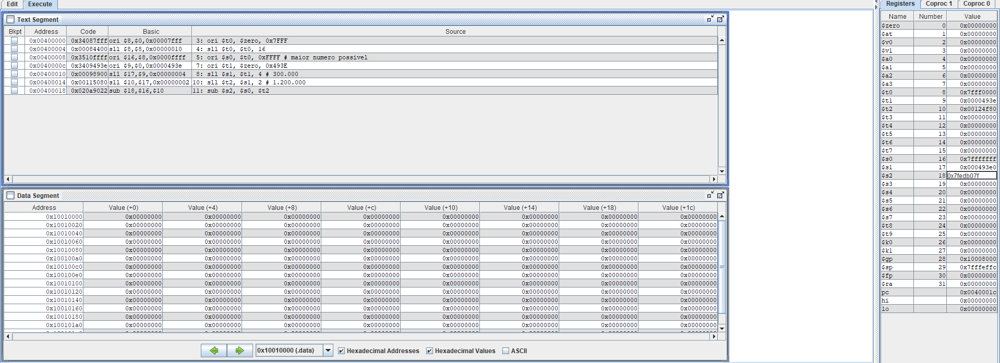 Edit Execute
Text Segment
Bkpt Address Code Basic Source
0x00400000 0x34087fff ori $8,$0,0x00007fff 3: ori $t0, $zero, 0x7FFF
0x00400004 0x00084400 sll $8,$8,0x00000010 4: sll $t0, $t0, 16
0x00400008 0x3510ffff ori $16,$8,0x0000ffff 5: ori $s0, $t0, 0xFFFF # maior numero possivel
0x0040000c 0x3409493e ori $9,$0,0x0000493e 7: ori $t1, $zero, 0x493E
0x00400010 0x00098900 sll $17,$9,0x00000004 8: sll $s1, $t1, 4 # 300.000
0x00400014 0x00115080 sll $10,$17,0x00000002 10: sll $t2, $s1, 2 # 1.200.000
0x00400018 0x020a9022 sub $18,$16,$10 11: sub $s2, $s0, $t2
Data Segment
Address Value (+0) Value (+4) Value (+8) Value (+c) Value (+10) Value (+14) Value (+18) Value (+1c)
0x10010000 0x00000000 0x00000000 0x00000000 0x00000000 0x00000000 0x00000000 0x00000000 0x00000000
0x10010020 0x00000000 0x00000000 0x00000000 0x00000000 0x00000000 0x00000000 0x00000000 0x00000000
0x10010040 0x00000000 0x00000000 0x00000000 0x00000000 0x00000000 0x00000000 0x00000000 0x00000000
0x10010060 0x00000000 0x00000000 0x00000000 0x00000000 0x00000000 0x00000000 0x00000000 0x00000000
0x10010080 0x00000000 0x00000000 0x00000000 0x00000000 0x00000000 0x00000000 0x00000000 0x00000000
0x100100a0 0x00000000 0x00000000 0x00000000 0x00000000 0x00000000 0x00000000 0x00000000 0x00000000
0x100100c0 0x00000000 0x00000000 0x00000000 0x00000000 0x00000000 0x00000000 0x00000000 0x00000000
0x100100e0 0x00000000 0x00000000 0x00000000 0x00000000 0x00000000 0x00000000 0x00000000 0x00000000
0x10010100 0x00000000 0x00000000 0x00000000 0x00000000 0x00000000 0x00000000 0x00000000 0x00000000
0x10010120 0x00000000 0x00000000 0x00000000 0x00000000 0x00000000 0x00000000 0x00000000 0x00000000
0x10010140 0x00000000 0x00000000 0x00000000 0x00000000 0x00000000 0x00000000 0x00000000 0x00000000
0x10010160 0x00000000 0x00000000 0x00000000 0x00000000 0x00000000 0x00000000 0x00000000 0x00000000
0x10010180 0x00000000 0x00000000 0x00000000 0x00000000 0x00000000 0x00000000 0x00000000 0x00000000
0x100101a0 0x00000000 0x00000000 0x00000000 0x00000000 0x00000000 0x00000000 0x00000000 0x00000000
0x10010000 (.data) Hexadecimal Addresses Hexadecimal Values ASCII
Registers Coproc 1 Coproc 0
Name Number Value
$zero 0 0x00000000
$at 1 0x00000000
$v0 2 0x00000000
$v1 3 0x00000000
$a0 4 0x00000000
$a1 5 0x00000000
$a2 6 0x00000000
$a3 7 0x00000000
$t0 8 0x7fff0000
$t1 9 0x0000493e
$t2 10 0x00124f80
$t3 11 0x00000000
$t4 12 0x00000000
$t5 13 0x00000000
$t6 14 0x00000000
$t7 15 0x00000000
$s0 16 0x7fffffff
$s1 17 0x000493e0
$s2 18 0x7fedb07f
$s3 19 0x00000000
$s4 20 0x00000000
$s5 21 0x00000000
$s6 22 0x00000000
$s7 23 0x00000000
$t8 24 0x00000000
$t9 25 0x00000000
$k0 26 0x00000000
$k1 27 0x00000000
$gp 28 0x10008000
$sp 29 0x7fffeffc
$fp 30 0x00000000
$ra 31 0x00000000
pc 0x0040001c
hi 0x00000000
lo 0x00000000